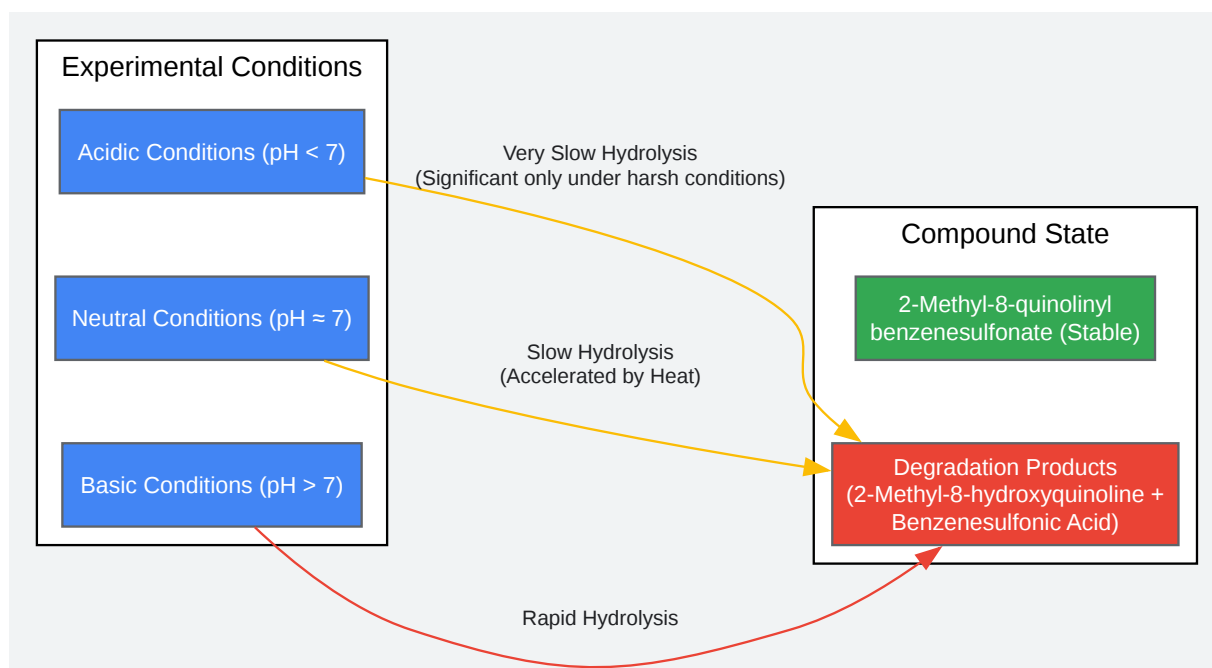 Experimental Conditions
Acidic Conditions (pH < 7)
Neutral Conditions (pH ≈ 7)
Basic Conditions (pH > 7)
Very Slow Hydrolysis
(Significant only under harsh conditions)
Slow Hydrolysis
(Accelerated by Heat)
Rapid Hydrolysis
Compound State
2-Methyl-8-quinolinyl
benzenesulfonate (Stable)
Degradation Products
(2-Methyl-8-hydroxyquinoline +
Benzenesulfonic Acid)